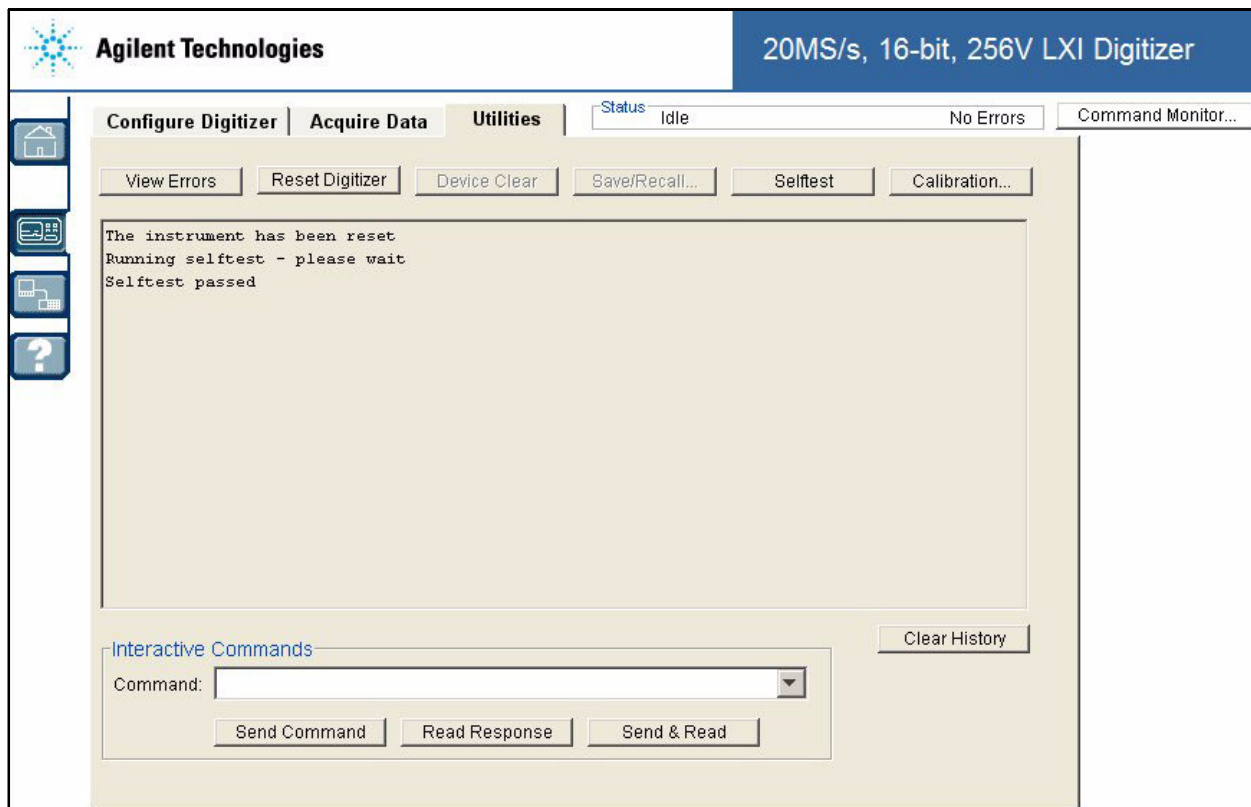 Agilent Technologies
20MS/s, 16-bit, 256V LXI Digitizer
Configure Digitizer
Acquire Data
Utilities
Status
Idle
No Errors
Command Monitor...
View Errors
Reset Digitizer
Device Clear
Save/Recall...
Selftest
Calibration...
The instrument has been reset
Running selftest - please wait
Selftest passed
Clear History
Interactive Commands
Command:
Send Command
Read Response
Send & Read
?